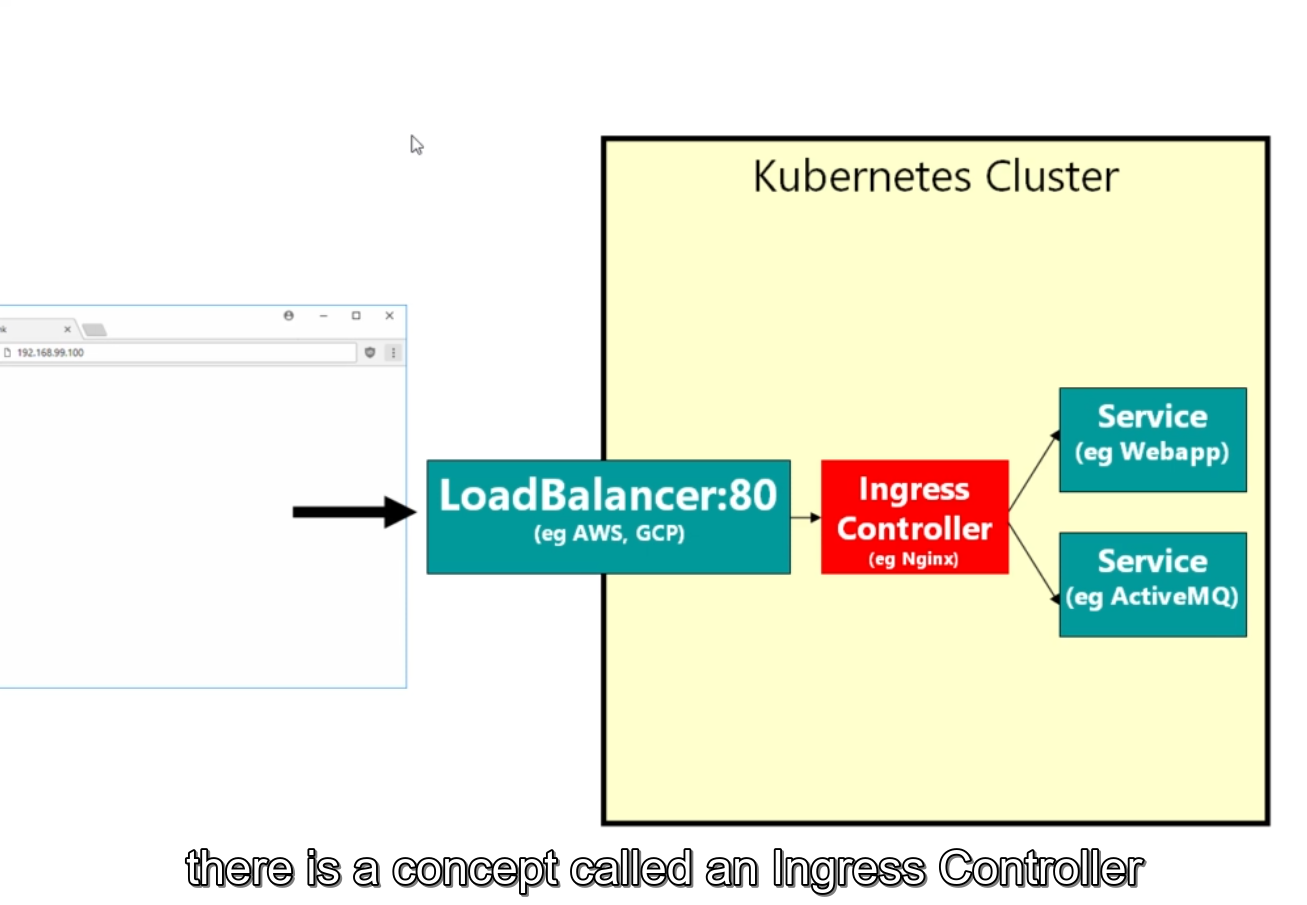 Kubernetes Cluster
192.168.99.100
LoadBalancer:80
(eg AWS, GCP)
Ingress
Controller
(eg Nginx)
Service
(eg Webapp)
Service
(eg ActiveMQ)
there is a concept called an Ingress Controller